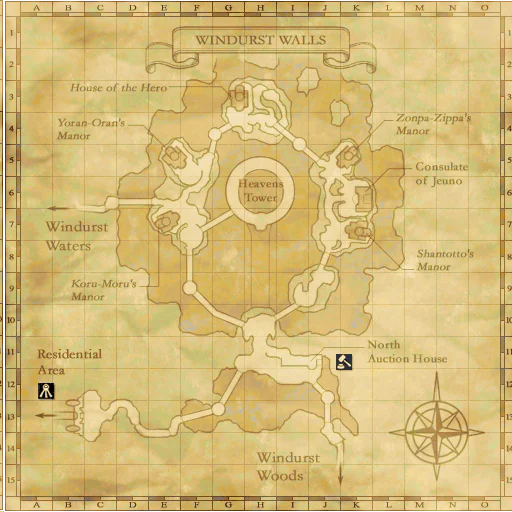 A B C D E F G H I J K L M N O
WINDURST WALLS
House of the Hero
Yoran-Oran's
Manor
Zonpa-Zippa's
Manor
Consulate
of Jeuno
Heavens
Tower
Windurst
Waters
Shantotto's
Manor
Koru-Moru's
Manor
North
Auction House
Residential
Area
Windurst
Woods
1
2
3
4
5
6
7
8
9
10
11
12
13
14
15
A B C D E F G H I J K L M N O